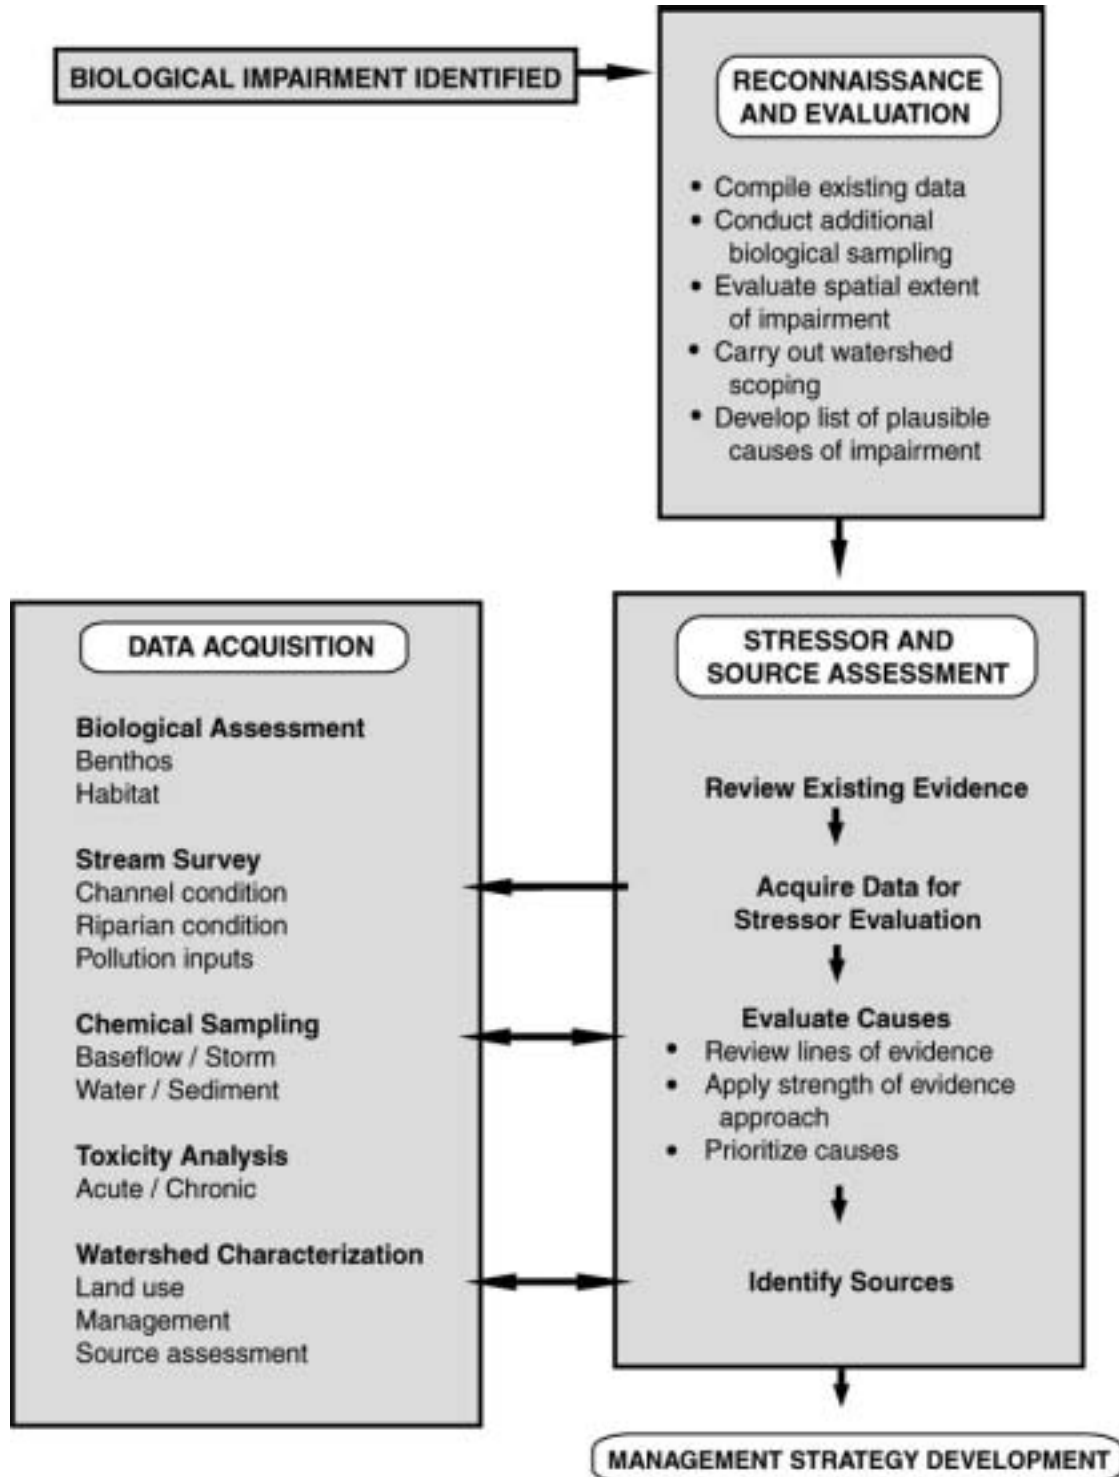 BIOLOGICAL IMPAIRMENT IDENTIFIED
RECONNAISSANCE
AND EVALUATION
• Compile existing data
• Conduct additional
biological sampling
• Evaluate spatial extent
of impairment
• Carry out watershed
scoping
• Develop list of plausible
causes of impairment
DATA ACQUISITION
Biological Assessment
Benthos
Habitat
Stream Survey
Channel condition
Riparian condition
Pollution inputs
Chemical Sampling
Baseflow / Storm
Water / Sediment
Toxicity Analysis
Acute / Chronic
Watershed Characterization
Land use
Management
Source assessment
STRESSOR AND
SOURCE ASSESSMENT
Review Existing Evidence
Acquire Data for
Stressor Evaluation
Evaluate Causes
• Review lines of evidence
• Apply strength of evidence
approach
• Prioritize causes
Identify Sources
MANAGEMENT STRATEGY DEVELOPMENT